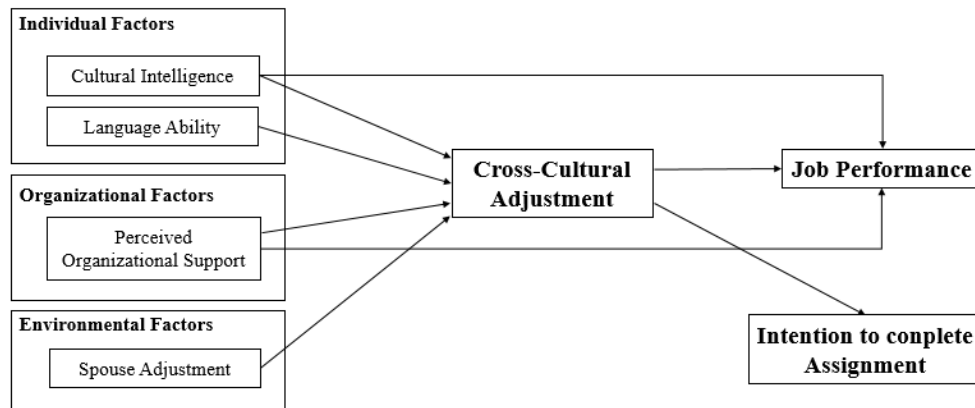 Individual Factors
Cultural Intelligence
Language Ability
Organizational Factors
Perceived
Organizational Support
Environmental Factors
Spouse Adjustment
Cross-Cultural
Adjustment
Job Performance
Intention to conplete
Assignment